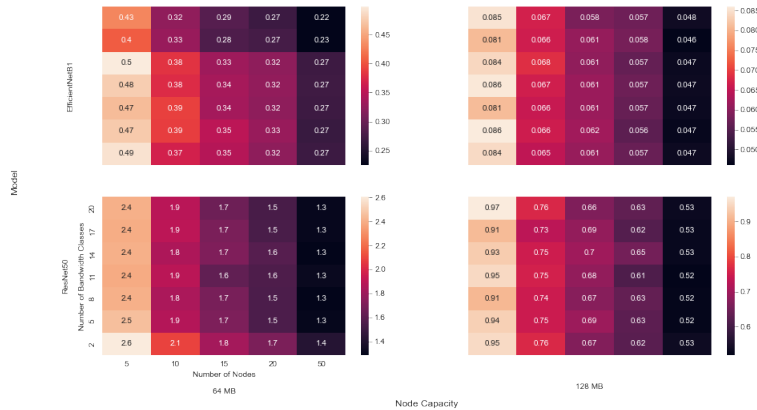 0.43 0.32 0.29 0.27 0.22
0.4 0.33 0.28 0.27 0.23
0.5 0.38 0.33 0.32 0.27
0.48 0.38 0.34 0.32 0.27
0.47 0.39 0.34 0.32 0.27
0.47 0.39 0.35 0.33 0.27
0.49 0.37 0.35 0.32 0.27
0.45
0.40
0.35
0.30
0.25
0.085 0.067 0.058 0.057 0.048
0.081 0.066 0.061 0.058 0.046
0.084 0.068 0.061 0.057 0.047
0.086 0.067 0.061 0.057 0.047
0.081 0.066 0.061 0.057 0.047
0.086 0.066 0.062 0.056 0.047
0.084 0.065 0.061 0.057 0.047
0.085
0.080
0.075
0.070
0.065
0.060
0.055
0.050
EfficientNetB1
Model
ResNet50
Number of Bandwidth Classes
20 2.4 1.9 1.7 1.5 1.3
17 2.4 1.9 1.7 1.5 1.3
14 2.4 1.8 1.7 1.6 1.3
11 2.4 1.9 1.6 1.6 1.3
8 2.4 1.8 1.7 1.5 1.3
5 2.5 1.9 1.7 1.5 1.3
2 2.6 2.1 1.8 1.7 1.4
5 10 15 20 50
Number of Nodes
64 MB
2.6
2.4
2.2
2.0
1.8
1.6
1.4
0.97 0.76 0.66 0.63 0.53
0.91 0.73 0.69 0.62 0.53
0.93 0.75 0.7 0.65 0.53
0.95 0.75 0.68 0.61 0.52
0.91 0.74 0.67 0.63 0.52
0.94 0.75 0.69 0.63 0.52
0.95 0.76 0.67 0.62 0.53
0.9
0.8
0.7
0.6
128 MB
Node Capacity